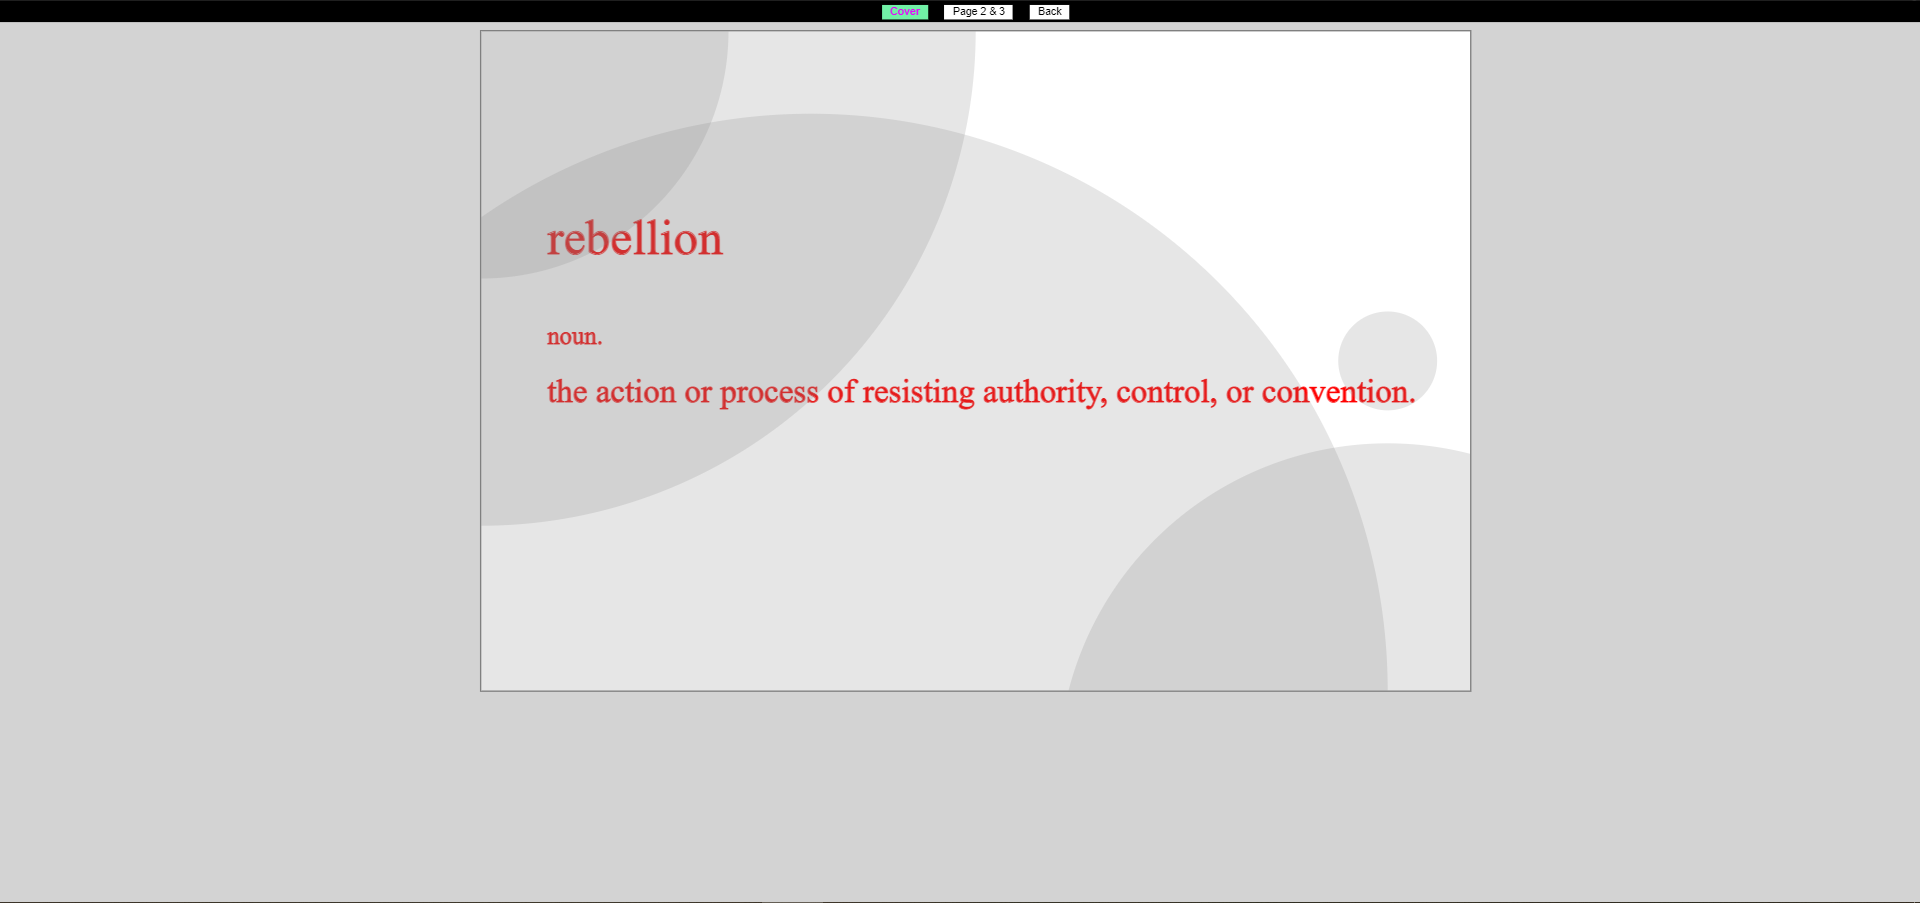 Cover Page 2 & 3 Back
rebellion
noun.
the action or process of resisting authority, control, or convention.